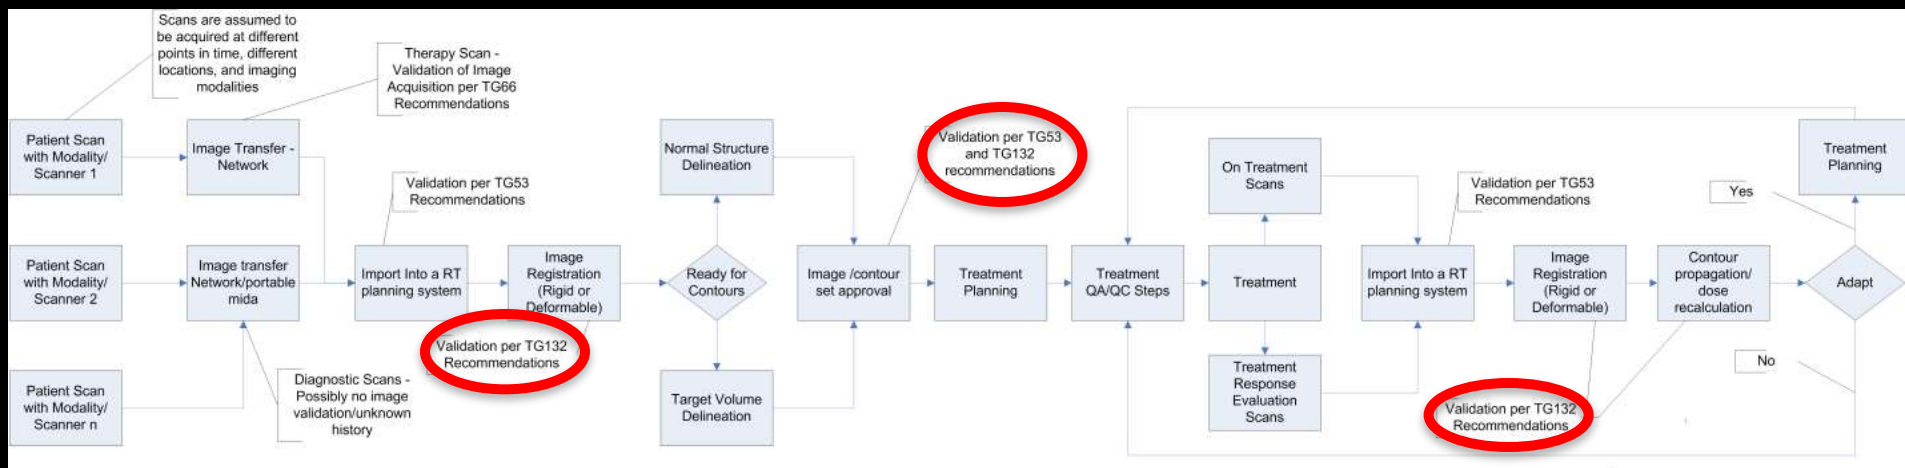 Scans are assumed to
be acquired at different
points in time, different
locations, and imaging
modalities
Therapy Scan -
Validation of Image
Acquisition per TG66
Recommendations
Patient Scan
with Modality/
Scanner 1
Image Transfer -
Network
Validation per TG53
Recommendations
Patient Scan
with Modality/
Scanner 2
Image transfer
Network/portable
mida
Import Into a RT
planning system
Image
Registration
(Rigid or
Deformable)
Validation per TG132
Recommendations
Patient Scan
with Modality/
Scanner n
Diagnostic Scans -
Possibly no image
validation/unknown
history
Normal Structure
Delineation
Ready for
Contours
Target Volume
Delineation
Validation per TG53
and TG132
recommendations
Image /contour
set approval
Treatment
Planning
Treatment
QA/QC Steps
On Treatment
Scans
Treatment
Treatment
Response
Evaluation
Scans
Validation per TG53
Recommendations
Import Into a RT
planning system
Image
Registration
(Rigid or
Deformable)
Contour
propagation/
dose
recalculation
Validation per TG132
Recommendations
Treatment
Planning
Yes
Adapt
No